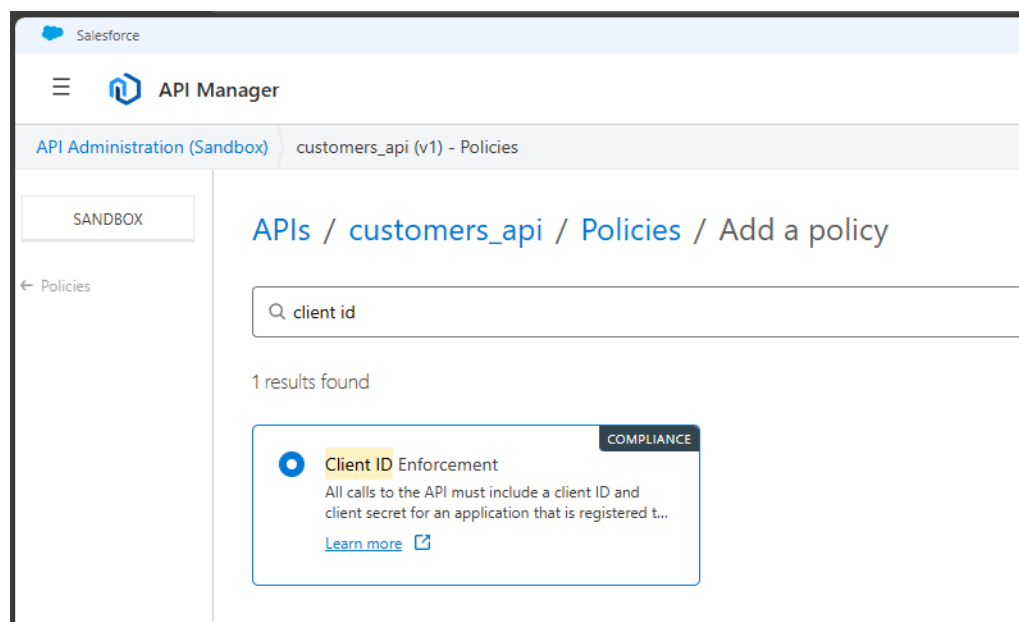 Salesforce
API Manager
API Administration (Sandbox) customers_api (v1) - Policies
SANDBOX
APIs / customers_api / Policies / Add a policy
← Policies
client id
1 results found
COMPLIANCE
Client ID Enforcement
All calls to the API must include a client ID and
client secret for an application that is registered t...
Learn more